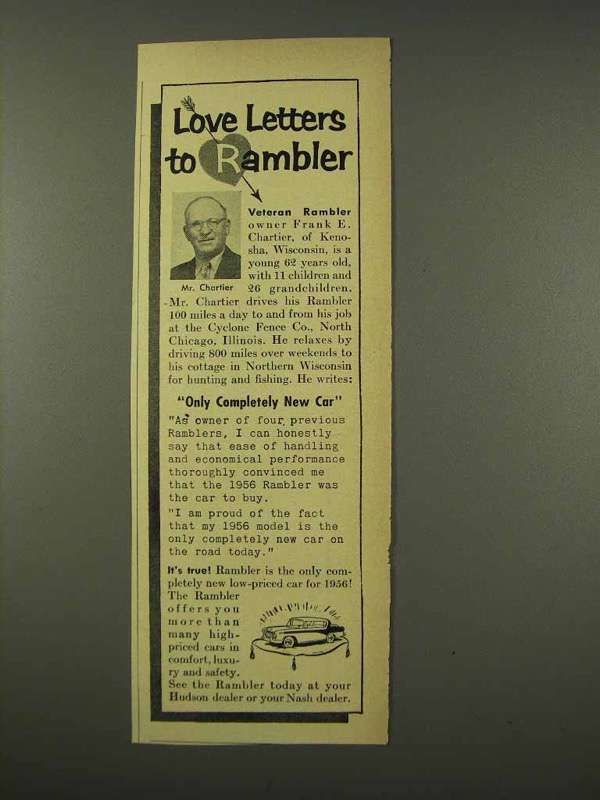 Love Letters
to Rambler
Veteran Rambler
owner Frank E.
Chartier, of Keno-
sha, Wisconsin, is a
young 62 years old,
with 11 children and
26 grandchildren.
Mr. Chartier
Mr. Chartier drives his Rambler
100 miles a day to and from his job
at the Cyclone Fence Co., North
Chicago, Illinois. He relaxes by
driving 800 miles over weekends to
his cottage in Northern Wisconsin
for hunting and fishing. He writes:
"Only Completely New Car"
"As owner of four previous
Ramblers, I can honestly
say that ease of handling
and economical performance
thoroughly convinced me
that the 1956 Rambler was
the car to buy.
"I am proud of the fact
that my 1956 model is the
only completely new car on
the road today."
It's true! Rambler is the only com-
pletely new low-priced car for 1956!
The Rambler
offers you
more than
many high-
priced cars in
comfort, luxu-
ry and safety.
See the Rambler today at your
Hudson dealer or your Nash dealer.